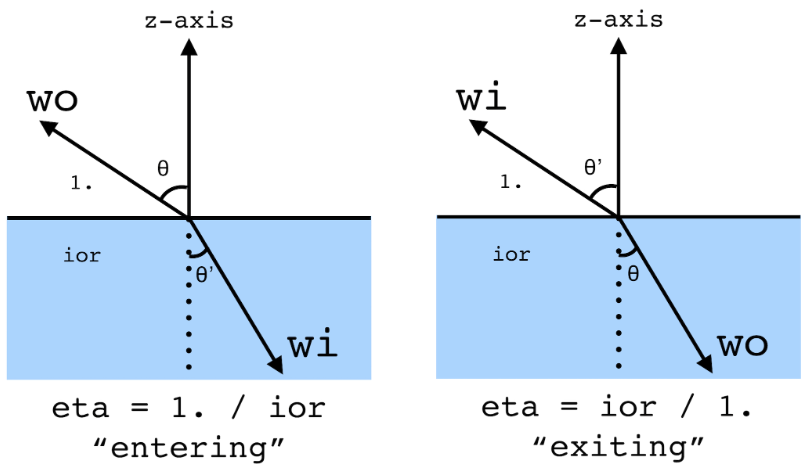 z-axis
wo
θ
1.
ior
θ’
wi
eta = 1. / ior
“entering”
z-axis
wi
θ’
1.
ior
θ
wo
eta = ior / 1.
“exiting”